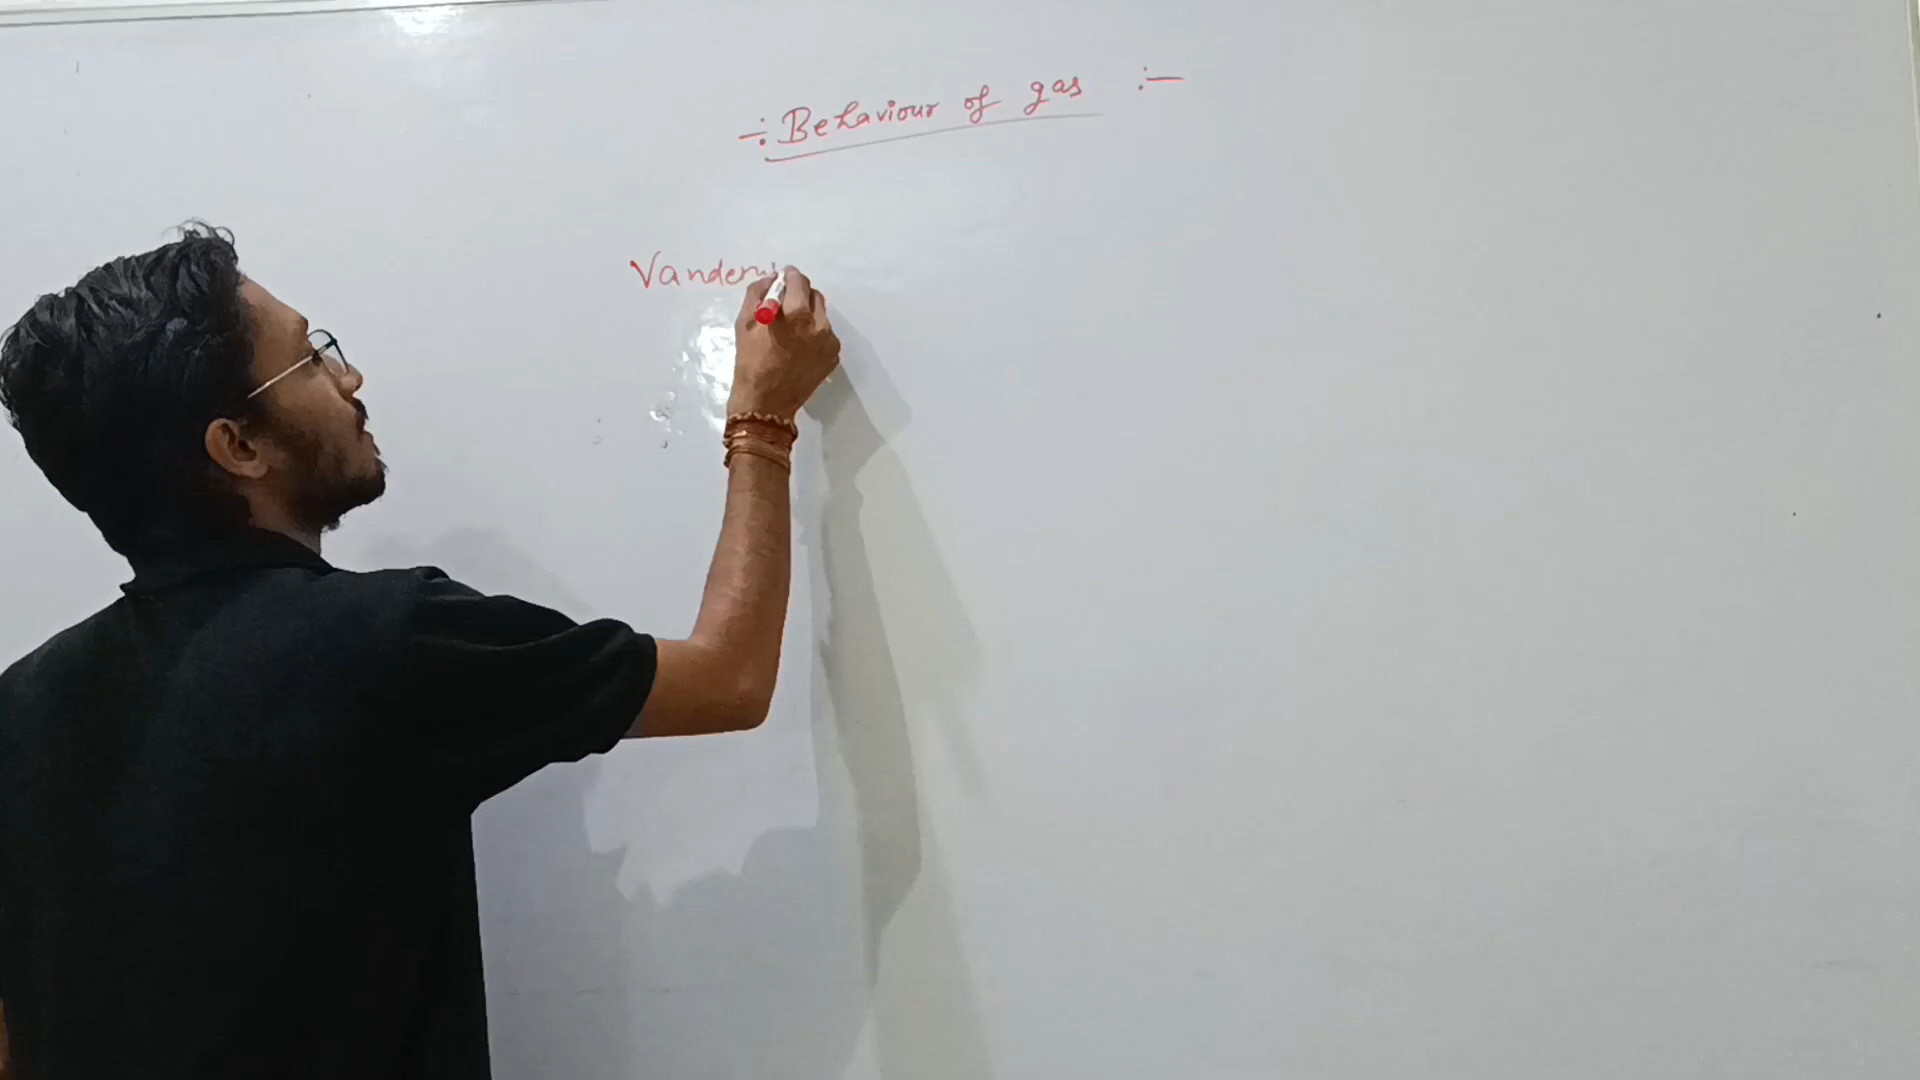 ÷ Behaviour of gas :-
Vanderw